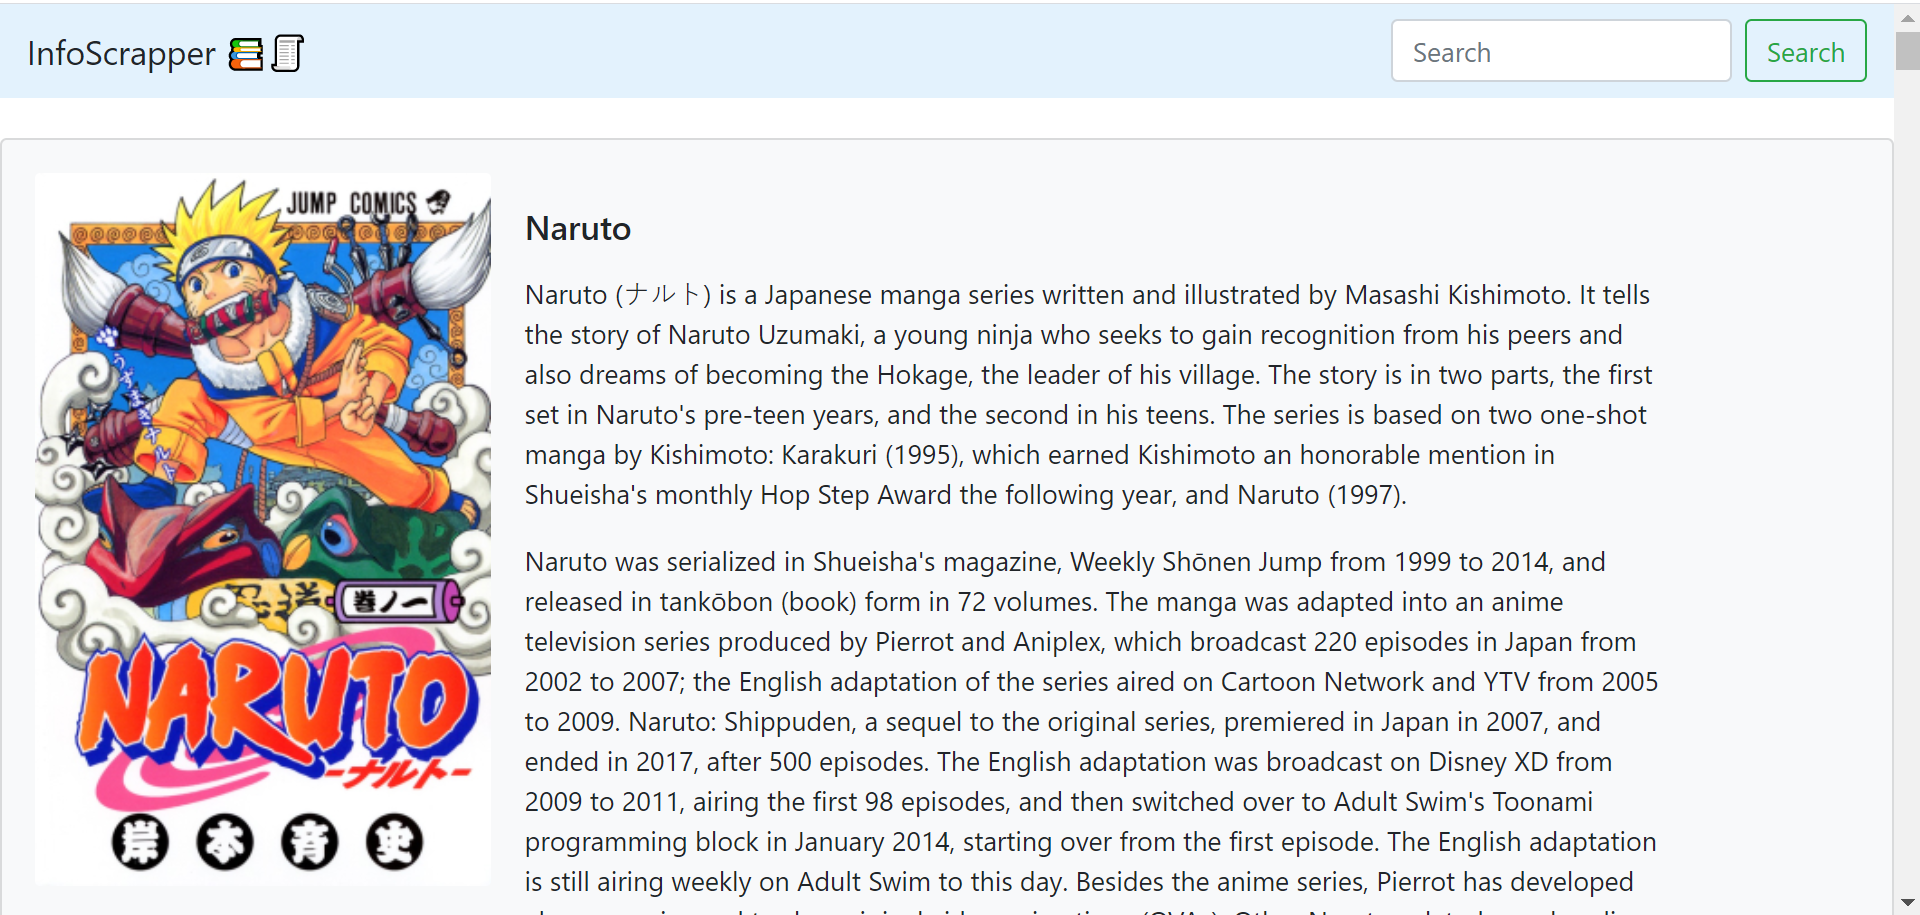 InfoScrapper
Search
Search
JUMP COMICS
うずまきナルト
巻ノ一
NARUTO
-ナルト-
岸本斉史
Naruto
Naruto (ナルト) is a Japanese manga series written and illustrated by Masashi Kishimoto. It tells
the story of Naruto Uzumaki, a young ninja who seeks to gain recognition from his peers and
also dreams of becoming the Hokage, the leader of his village. The story is in two parts, the first
set in Naruto's pre-teen years, and the second in his teens. The series is based on two one-shot
manga by Kishimoto: Karakuri (1995), which earned Kishimoto an honorable mention in
Shueisha's monthly Hop Step Award the following year, and Naruto (1997).
Naruto was serialized in Shueisha's magazine, Weekly Shōnen Jump from 1999 to 2014, and
released in tankōbon (book) form in 72 volumes. The manga was adapted into an anime
television series produced by Pierrot and Aniplex, which broadcast 220 episodes in Japan from
2002 to 2007; the English adaptation of the series aired on Cartoon Network and YTV from 2005
to 2009. Naruto: Shippuden, a sequel to the original series, premiered in Japan in 2007, and
ended in 2017, after 500 episodes. The English adaptation was broadcast on Disney XD from
2009 to 2011, airing the first 98 episodes, and then switched over to Adult Swim's Toonami
programming block in January 2014, starting over from the first episode. The English adaptation
is still airing weekly on Adult Swim to this day. Besides the anime series, Pierrot has developed